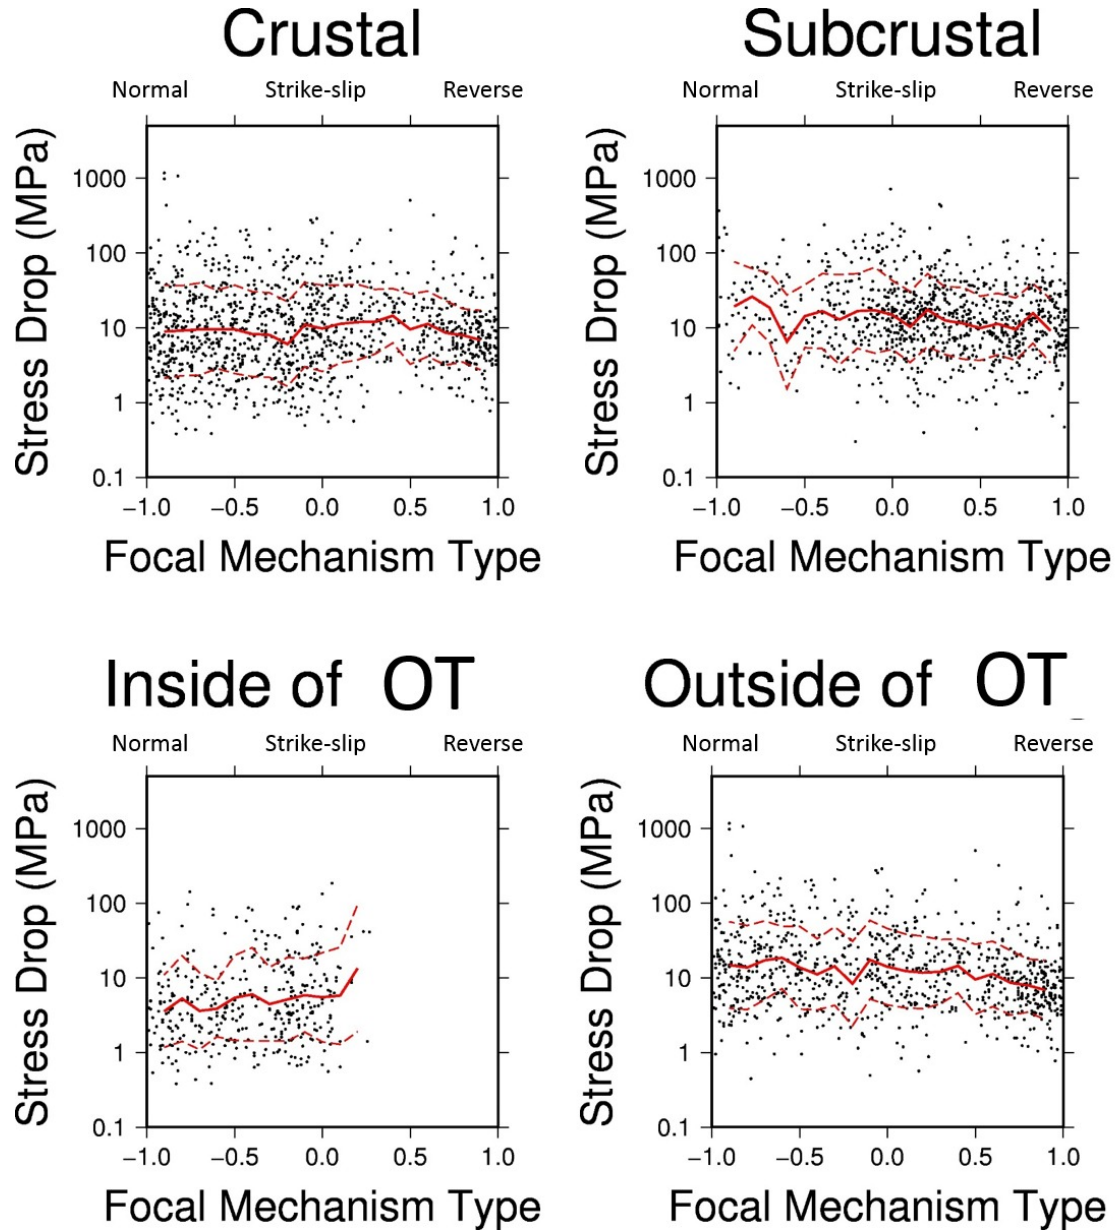 Crustal
Subcrustal
Normal Strike-slip Reverse
Normal Strike-slip Reverse
Stress Drop (MPa)
1000
100
10
1
0.1
−1.0 −0.5 0.0 0.5 1.0
Focal Mechanism Type
Stress Drop (MPa)
1000
100
10
1
0.1
−1.0 −0.5 0.0 0.5 1.0
Focal Mechanism Type
Inside of OT
Outside of OT
Normal Strike-slip Reverse
Normal Strike-slip Reverse
Stress Drop (MPa)
1000
100
10
1
0.1
−1.0 −0.5 0.0 0.5 1.0
Focal Mechanism Type
Stress Drop (MPa)
1000
100
10
1
0.1
−1.0 −0.5 0.0 0.5 1.0
Focal Mechanism Type